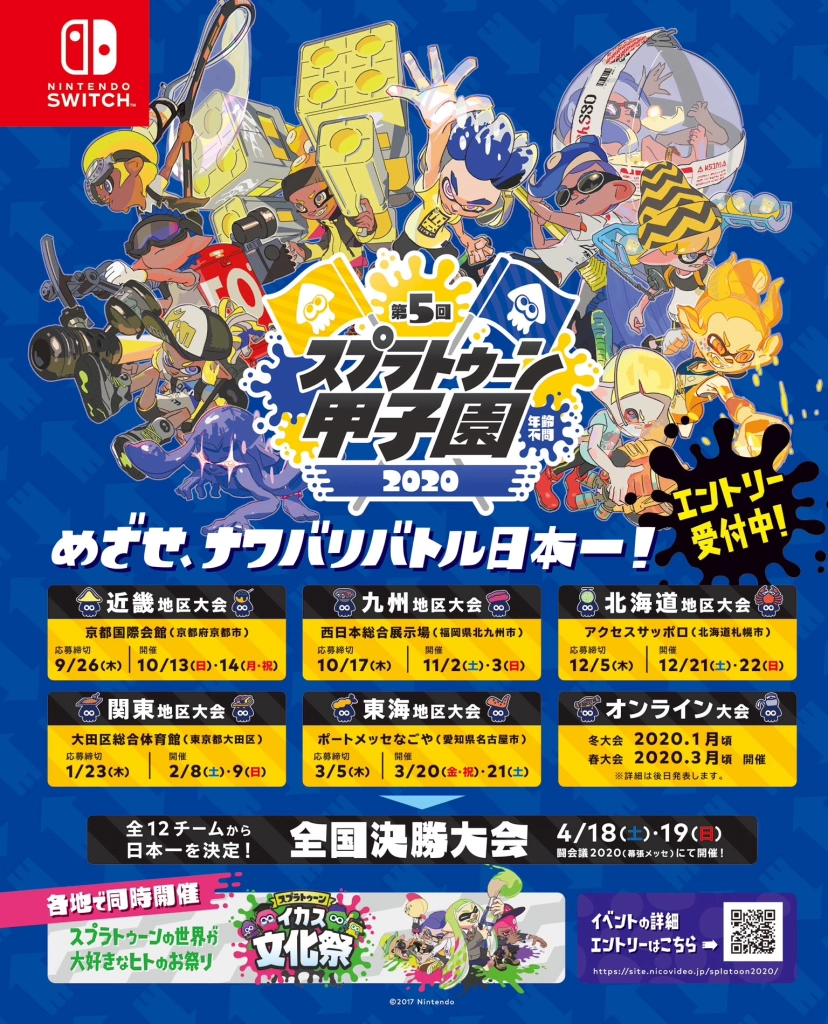 NINTENDO
SWITCH™
第5回
スプラトゥーン
甲子園
年齢
不問
2020
エントリー
受付中！
めざせ、ナワバリバトル日本一！
近畿地区大会
京都国際会館（京都府京都市）
応募締切
9/26(木)
開催
10/13(日)・14(月・祝)
九州地区大会
西日本総合展示場（福岡県北九州市）
応募締切
10/17(木)
開催
11/2(土)・3(日)
北海道地区大会
アクセスサッポロ（北海道札幌市）
応募締切
12/5(木)
開催
12/21(土)・22(日)
関東地区大会
大田区総合体育館（東京都大田区）
応募締切
1/23(木)
開催
2/8(土)・9(日)
東海地区大会
ポートメッセなごや（愛知県名古屋市）
応募締切
3/5(木)
開催
3/20(金・祝)・21(土)
オンライン大会
冬大会 2020.1月頃
春大会 2020.3月頃 開催
※詳細は後日発表します。
全12チームから
日本一を決定！
全国決勝大会
4/18(土)・19(日)
闘会議2020(幕張メッセ)にて開催！
各地で同時開催
スプラトゥーンの世界が
大好きなヒトのお祭り
スプラトゥーン
イカス
文化祭
イベントの詳細
エントリーはこちら
https://site.nicovideo.jp/splatoon2020/
©2017 Nintendo